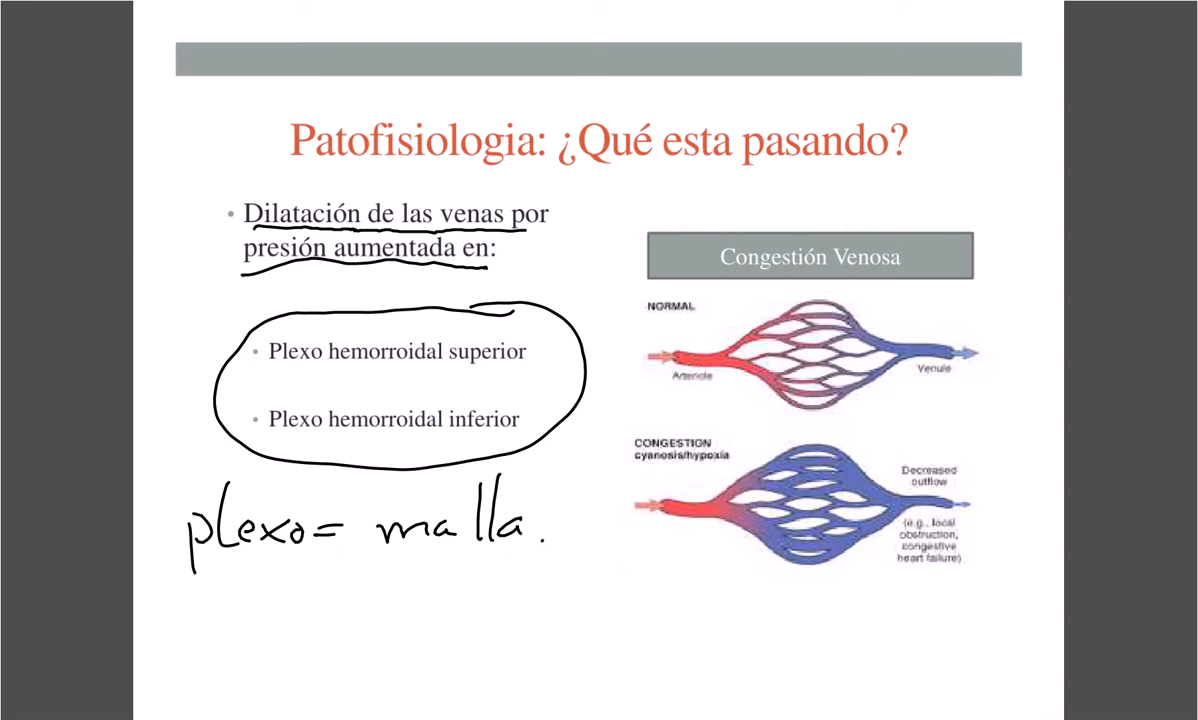 Patofisiologia: ¿Qué esta pasando?
• Dilatación de las venas por
presión aumentada en:
• Plexo hemorroidal superior
• Plexo hemorroidal inferior
plexo= malla.
Congestión Venosa
NORMAL
Arteriole
Venule
CONGESTION
cyanosis/hypoxia
Decreased
outflow
(e.g., local
obstruction,
congestive
heart failure)